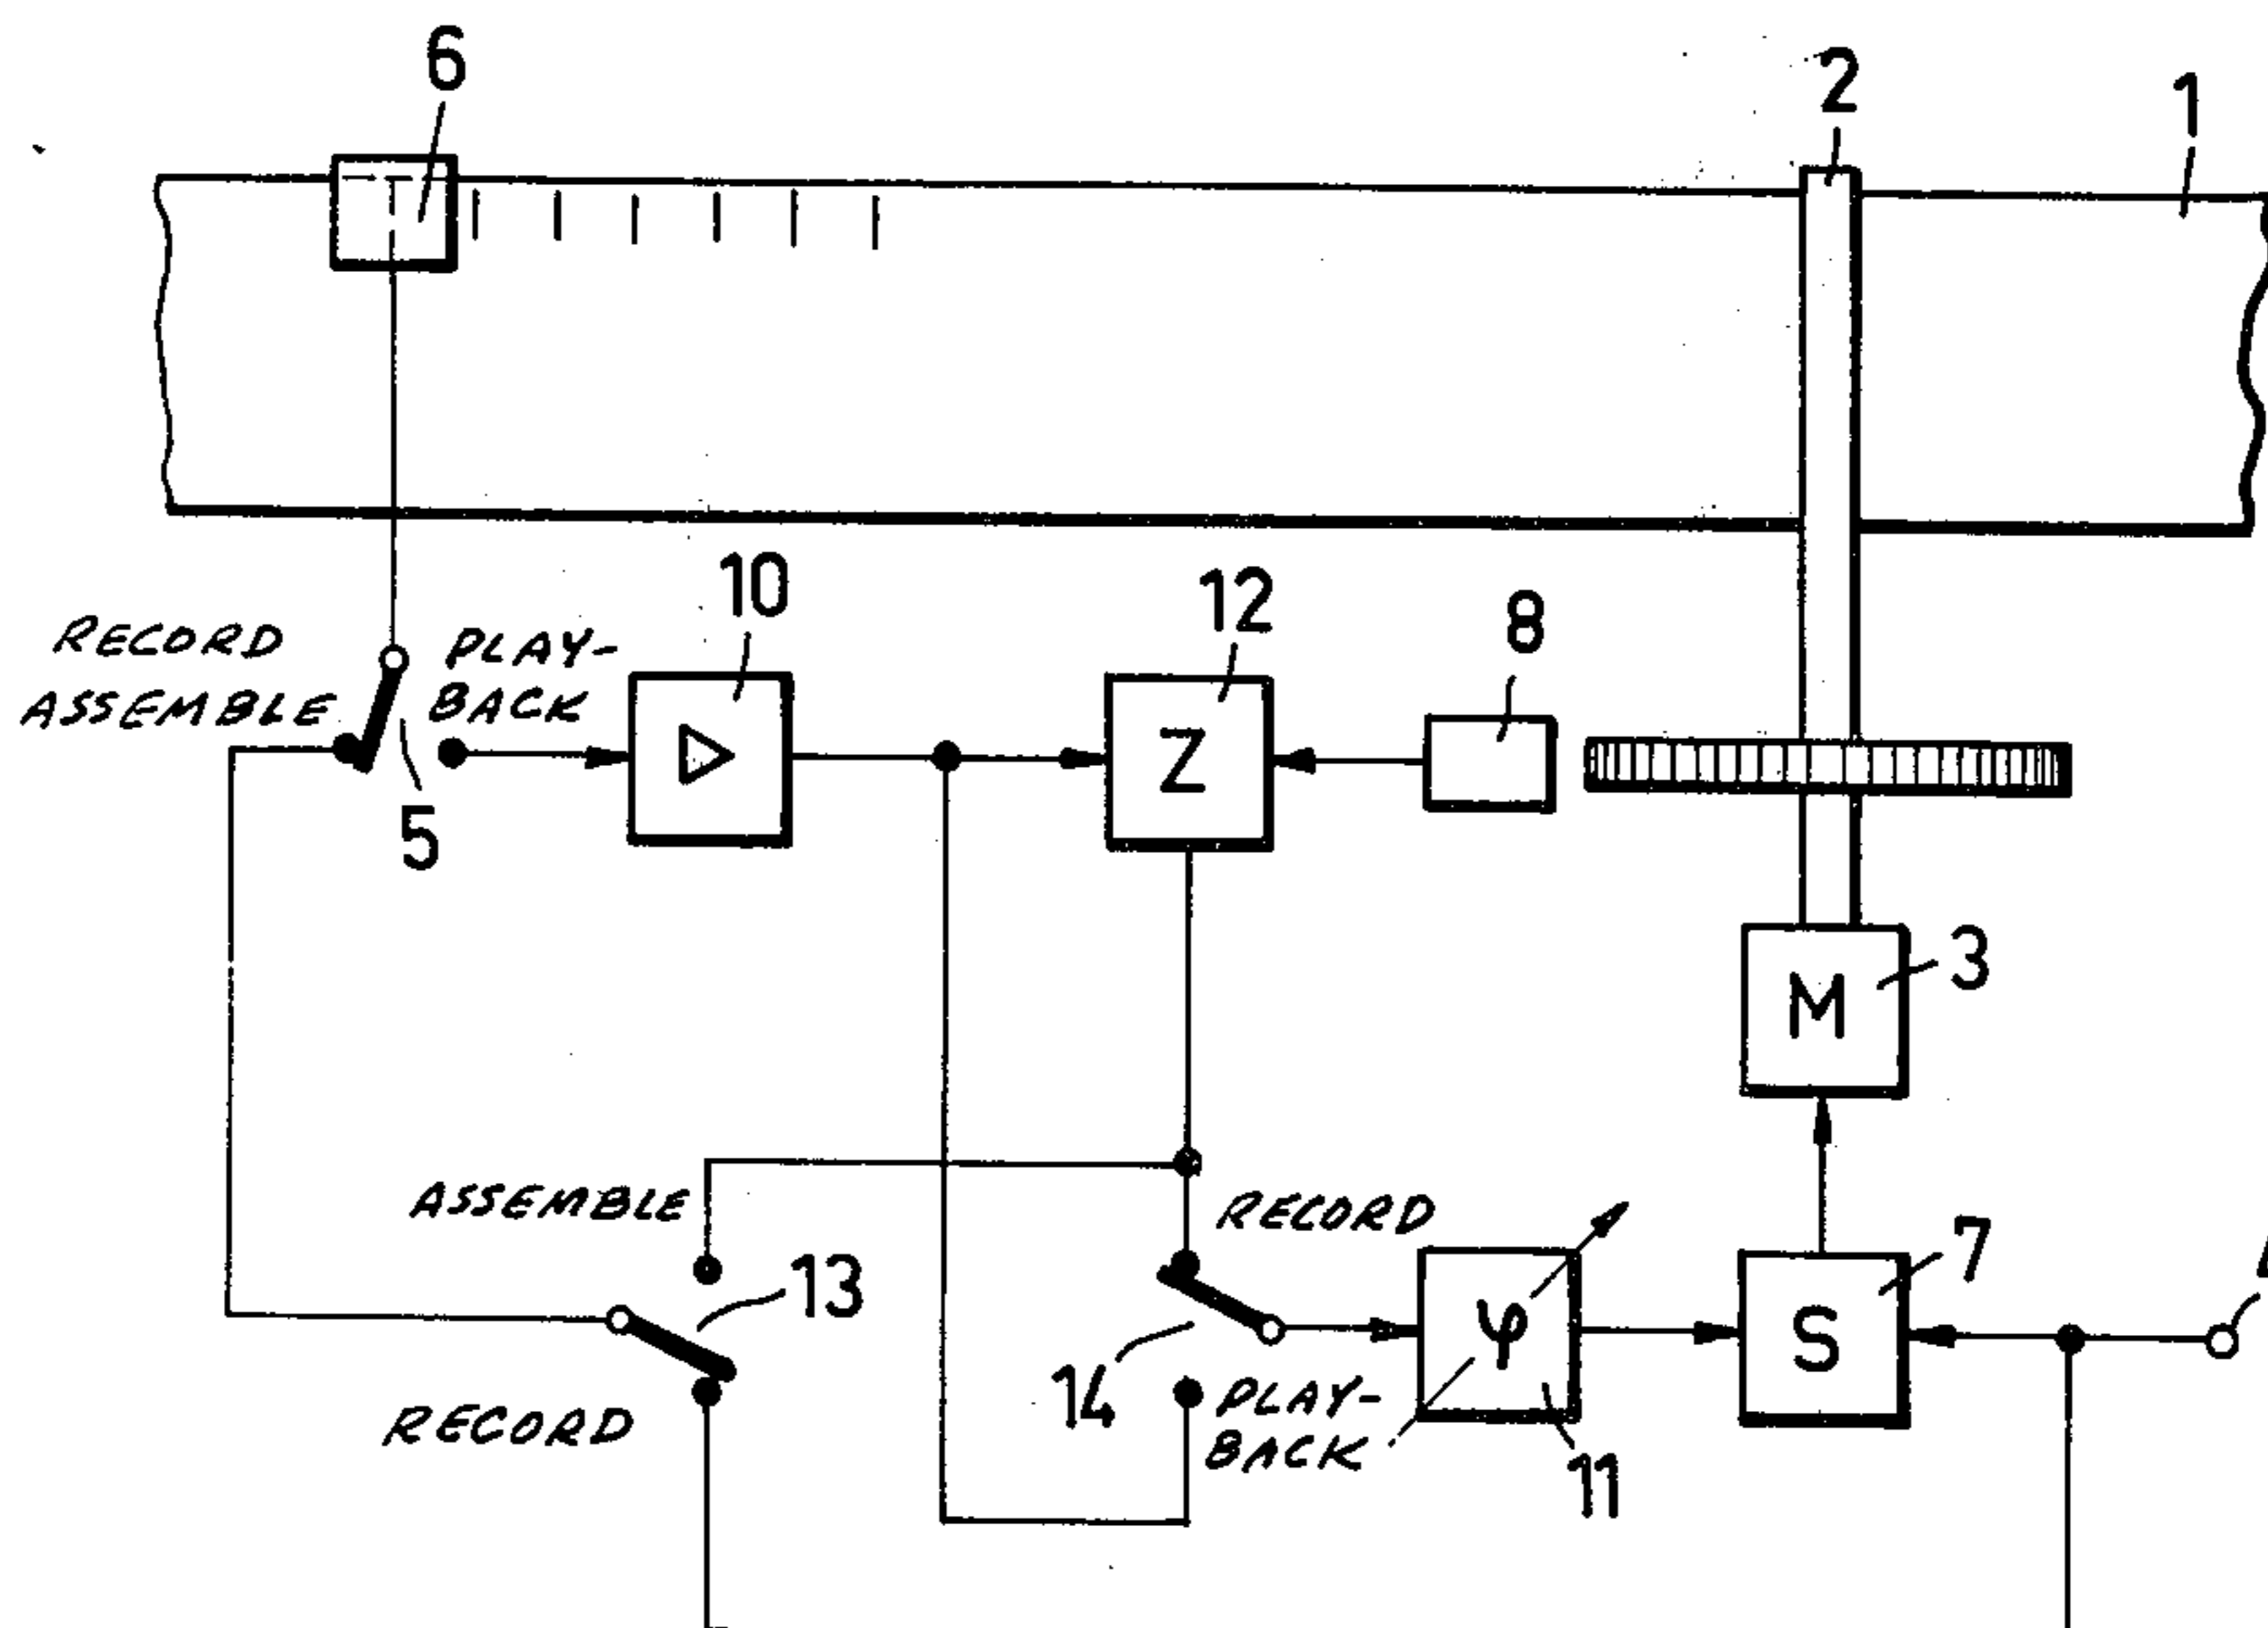 6
2
1
10
12
8
RECORD
ASSEMBLE
PLAY-
BACK
Z
5
M
3
ASSEMBLE
RECORD
13
7
φ
S
14
PLAY-
BACK
RECORD
11